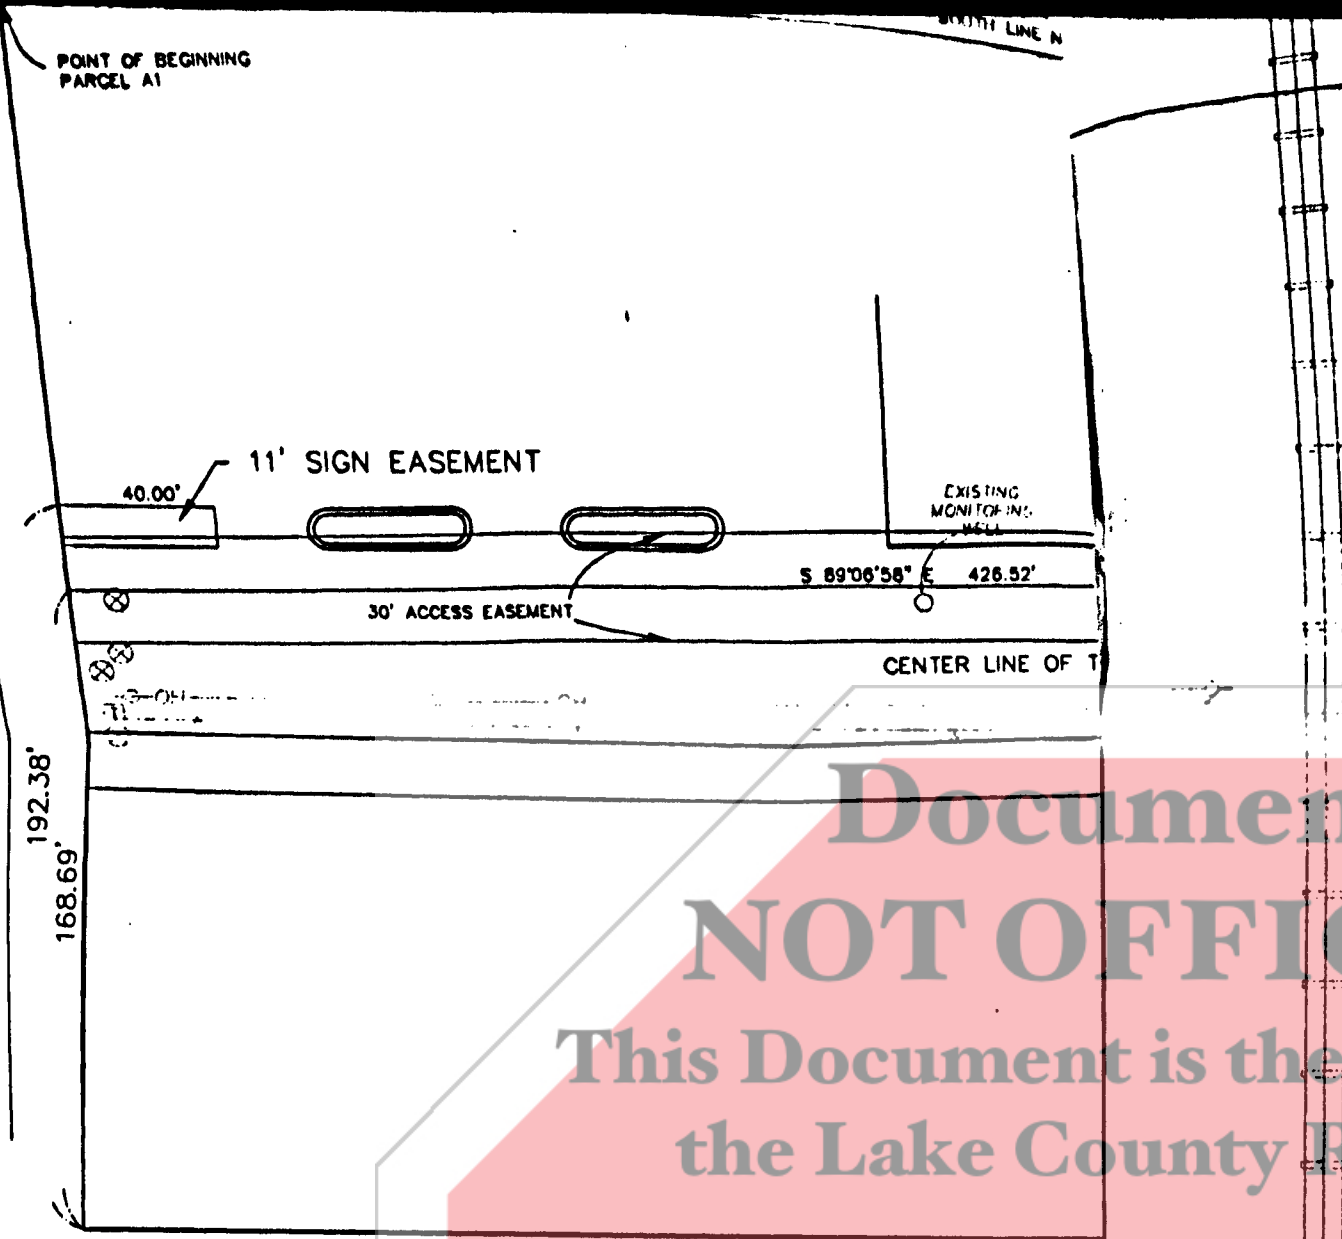 SOUTH LINE N
POINT OF BEGINNING
PARCEL A1
11' SIGN EASEMENT
40.00'
EXISTING
MONITORING
WELL
S 89°06'58" E 426.52'
30' ACCESS EASEMENT
CENTER LINE OF T
192.38'
168.69'
Documen
NOT OFFIC
This Document is the
the Lake County R